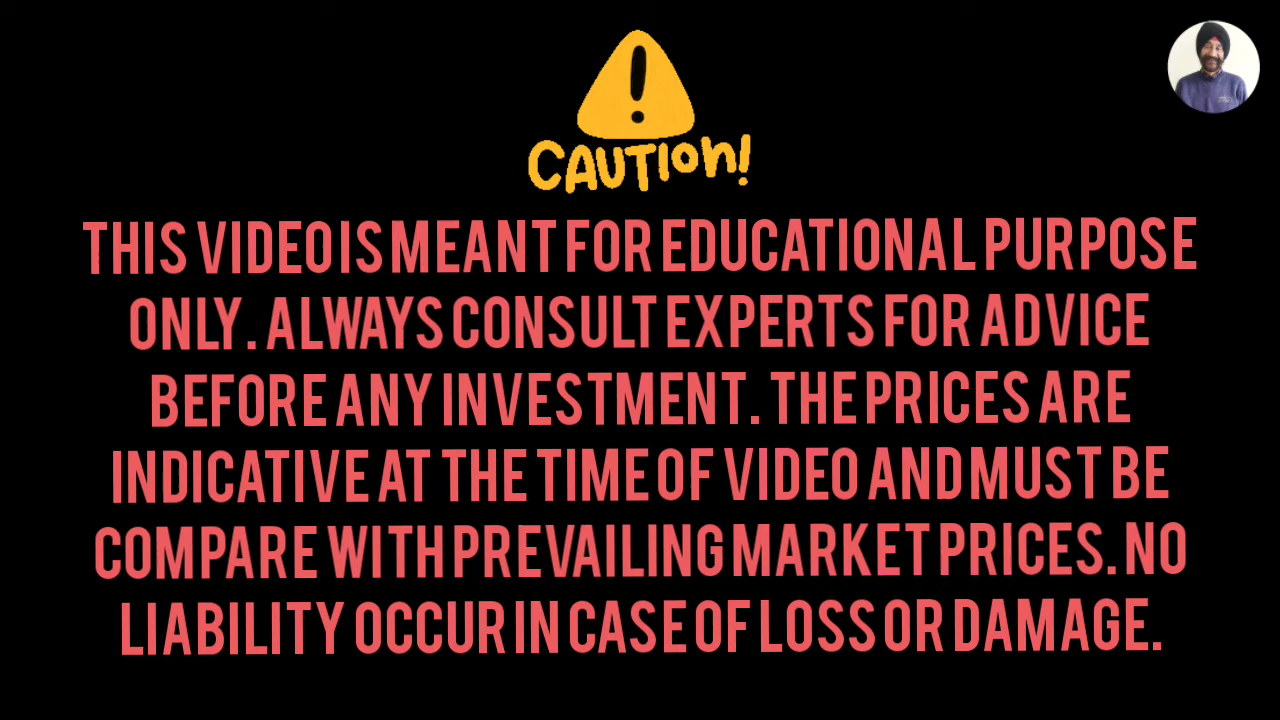 CAUTION!
THIS VIDEO IS MEANT FOR EDUCATIONAL PURPOSE
ONLY. ALWAYS CONSULT EXPERTS FOR ADVICE
BEFORE ANY INVESTMENT. THE PRICES ARE
INDICATIVE AT THE TIME OF VIDEO AND MUST BE
COMPARE WITH PREVAILING MARKET PRICES. NO
LIABILITY OCCUR IN CASE OF LOSS OR DAMAGE.